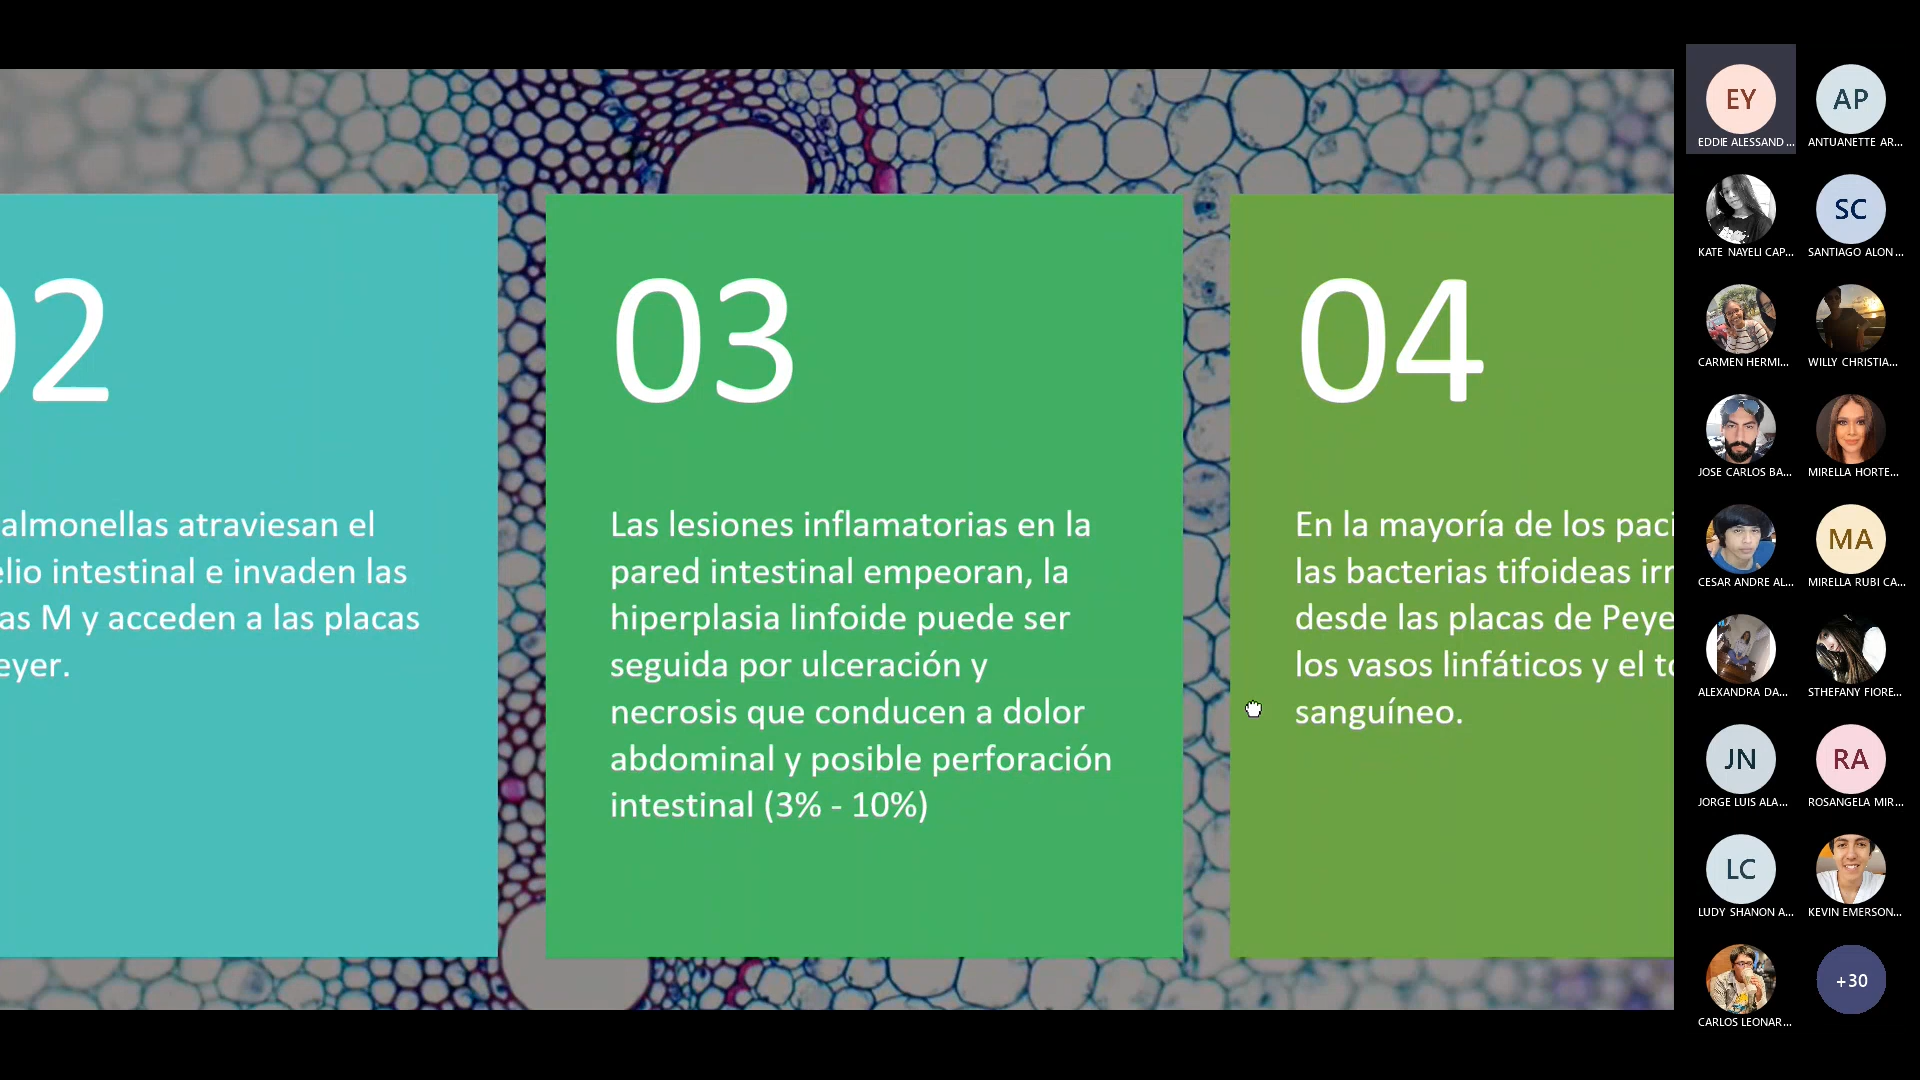 02
almonellas atraviesan el
elio intestinal e invaden las
as M y acceden a las placas
eyer.
03
Las lesiones inflamatorias en la
pared intestinal empeoran, la
hiperplasia linfoide puede ser
seguida por ulceración y
necrosis que conducen a dolor
abdominal y posible perforación
intestinal (3% - 10%)
04
En la mayoría de los paci
las bacterias tifoideas irr
desde las placas de Peye
los vasos linfáticos y el to
sanguíneo.
EY
EDDIE ALESSAND...
AP
ANTUANETTE AR...
KATE NAYELI CAP...
SC
SANTIAGO ALON...
CARMEN HERMI...
WILLY CHRISTIA...
JOSE CARLOS BA...
MIRELLA HORTE...
CESAR ANDRE AL...
MA
MIRELLA RUBI CA...
ALEXANDRA DA...
STHEFANY FIORE...
JN
JORGE LUIS ALA...
RA
ROSANGELA MIR...
LC
LUDY SHANON A...
KEVIN EMERSON...
CARLOS LEONAR...
+30